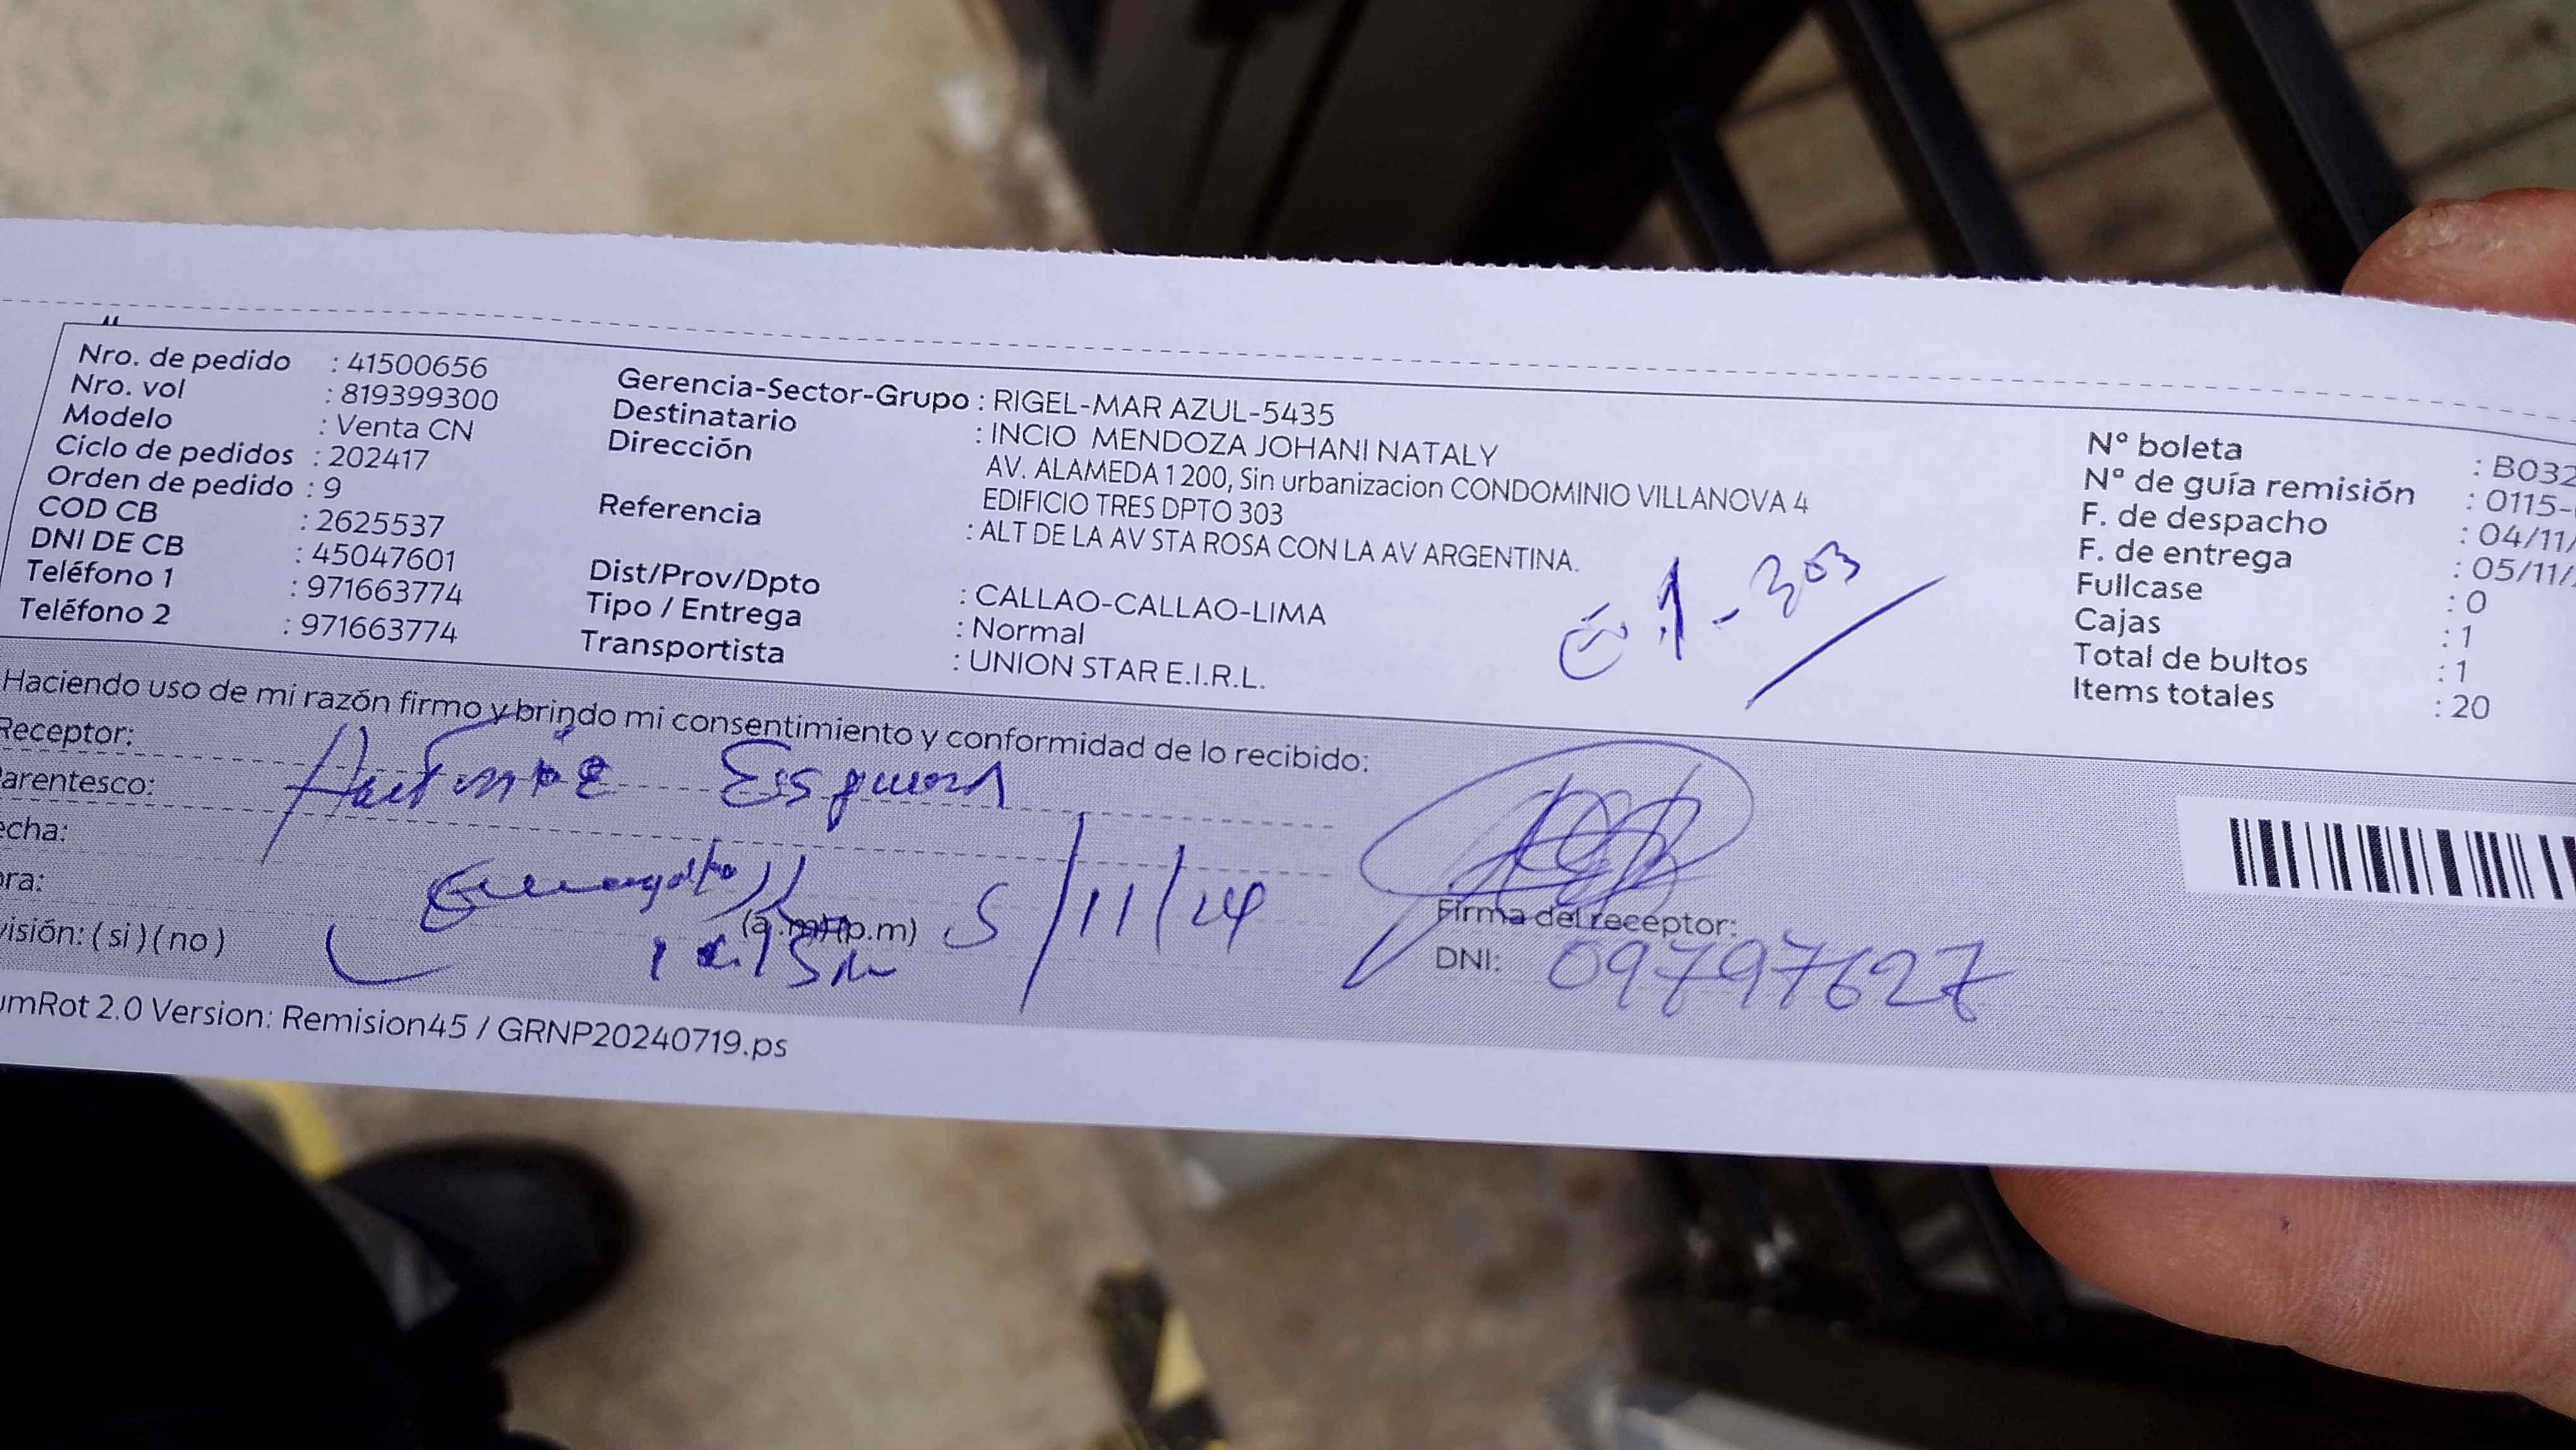 Nro. de pedido : 41500656
Nro. vol : 819399300
Modelo : Venta CN
Ciclo de pedidos : 202417
Orden de pedido : 9
COD CB : 2625537
DNI DE CB : 45047601
Teléfono 1 : 971663774
Teléfono 2 : 971663774
Gerencia-Sector-Grupo : RIGEL-MAR AZUL-5435
Destinatario : INCIO MENDOZA JOHANI NATALY
Dirección AV. ALAMEDA 1 200, Sin urbanizacion CONDOMINIO VILLANOVA 4
EDIFICIO TRES DPTO 303
Referencia : ALT DE LA AV STA ROSA CON LA AV ARGENTINA.
Dist/Prov/Dpto : CALLAO-CALLAO-LIMA
Tipo / Entrega : Normal
Transportista : UNION STAR E.I.R.L.
303
Nº boleta : B032
Nº de guía remisión : 0115-
F. de despacho : 04/11/
F. de entrega : 05/11/
Fullcase : 0
Cajas : 1
Total de bultos : 1
Items totales : 20
Haciendo uso de mi razón firmo y brindo mi consentimiento y conformidad de lo recibido:
Receptor:
arentesco:
echa:
ora:
(a.m)(p.m) 5/11/24
visión: ( si ) ( no )
Firma del receptor:
DNI: 09797627
umRot 2.0 Version: Remision45 / GRNP20240719.ps